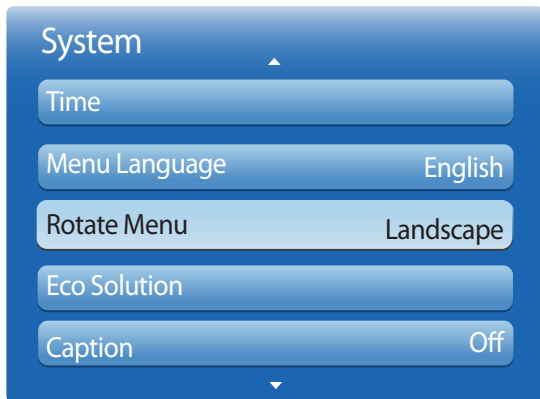 System
Time
Menu Language English
Rotate Menu Landscape
Eco Solution
Caption Off